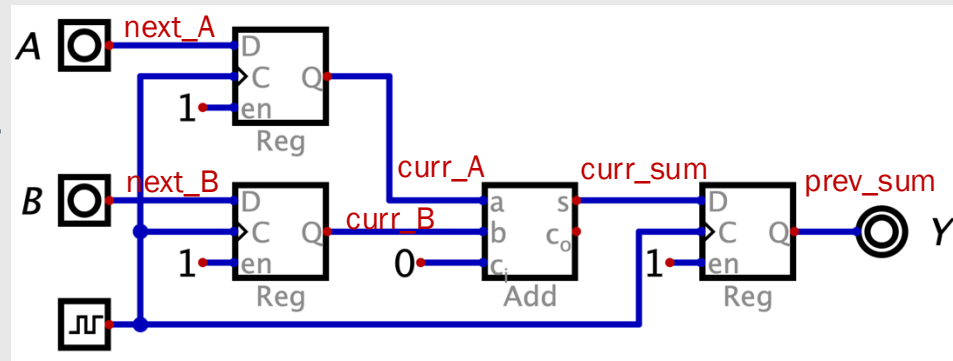 A
next_A
D
C
Q
1
en
Reg
B
next_B
D
C
Q
1
en
Reg
curr_A
curr_B
a
s
b
co
0
ci
Add
curr_sum
D
C
Q
1
en
Reg
prev_sum
Y